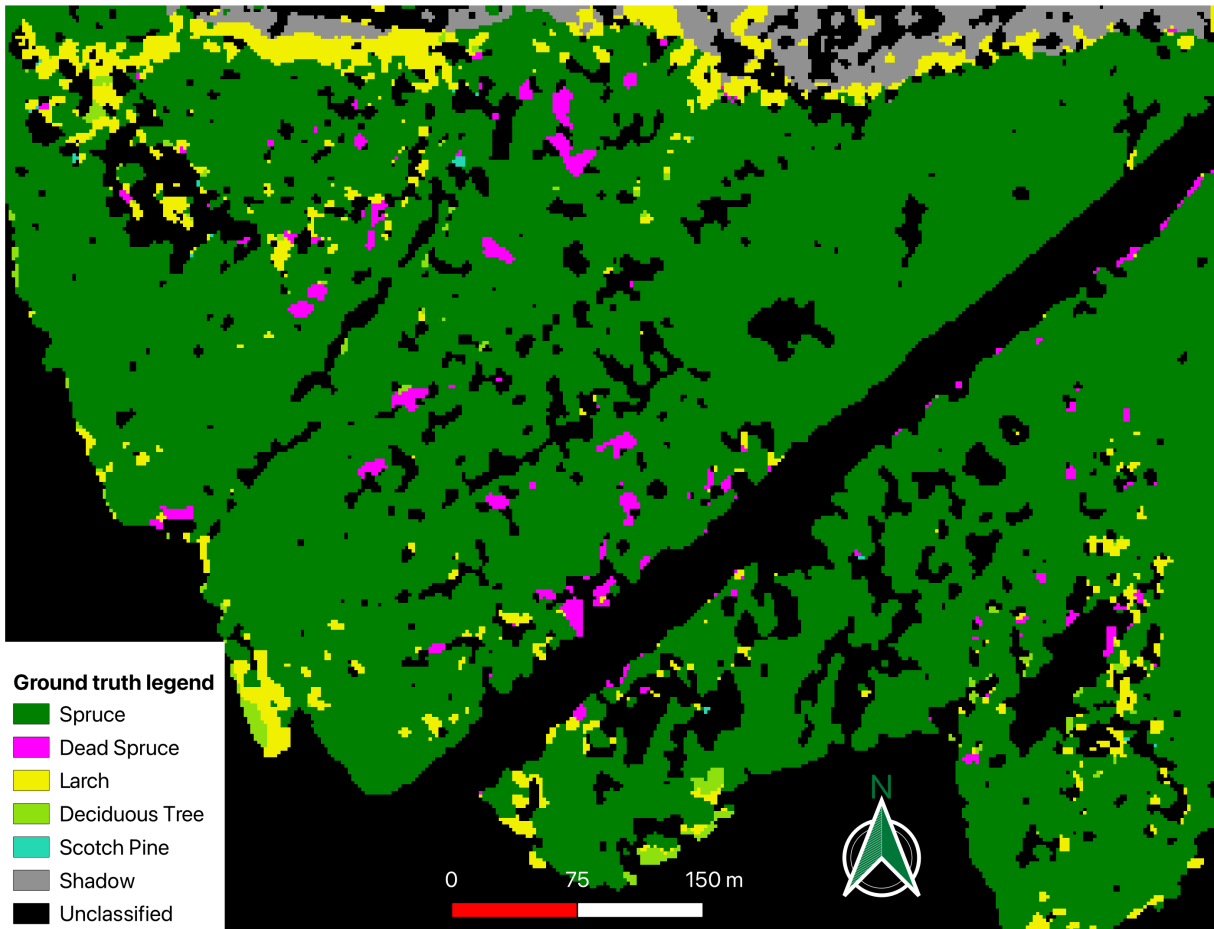 Ground truth legend
Spruce
Dead Spruce
Larch
Deciduous Tree
Scotch Pine
Shadow
Unclassified
0 75 150 m
N